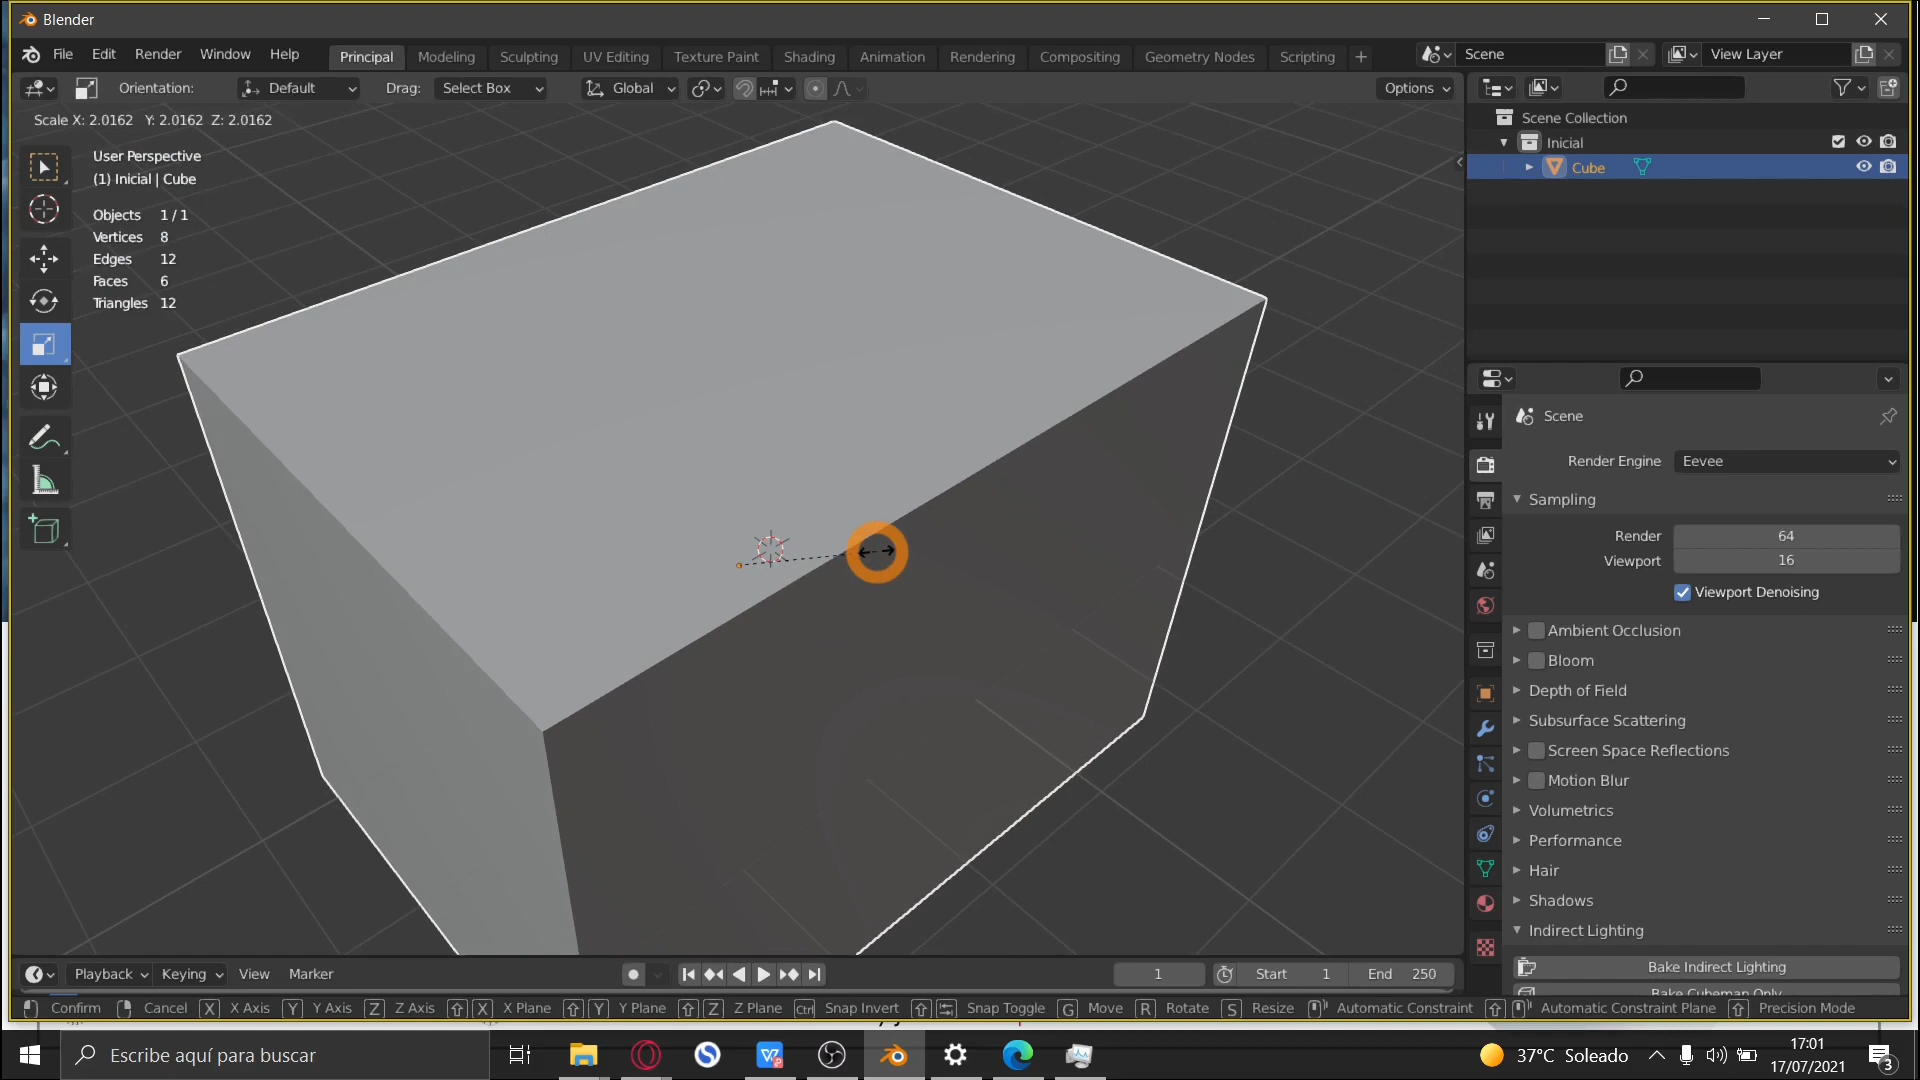 Blender
File Edit Render Window Help Principal Modeling Sculpting UV Editing Texture Paint Shading Animation Rendering Compositing Geometry Nodes Scripting + Scene View Layer
Orientation: Default Drag: Select Box Global Options
Scale X: 2.0162 Y: 2.0162 Z: 2.0162
User Perspective
(1) Inicial | Cube
Objects 1 / 1
Vertices 8
Edges 12
Faces 6
Triangles 12
Scene Collection
Inicial
Cube
Scene
Render Engine Eevee
Sampling
Render 64
Viewport 16
Viewport Denoising
Ambient Occlusion
Bloom
Depth of Field
Subsurface Scattering
Screen Space Reflections
Motion Blur
Volumetrics
Performance
Hair
Shadows
Indirect Lighting
Bake Indirect Lighting
Bake Cubemap Only
Playback Keying View Marker 1 Start 1 End 250
Confirm Cancel X X Axis Y Y Axis Z Z Axis X X Plane Y Y Plane Z Z Plane Ctrl Snap Invert Snap Toggle G Move R Rotate S Resize Automatic Constraint Automatic Constraint Plane Precision Mode
Escribe aquí para buscar
37°C Soleado
17:01
17/07/2021
3